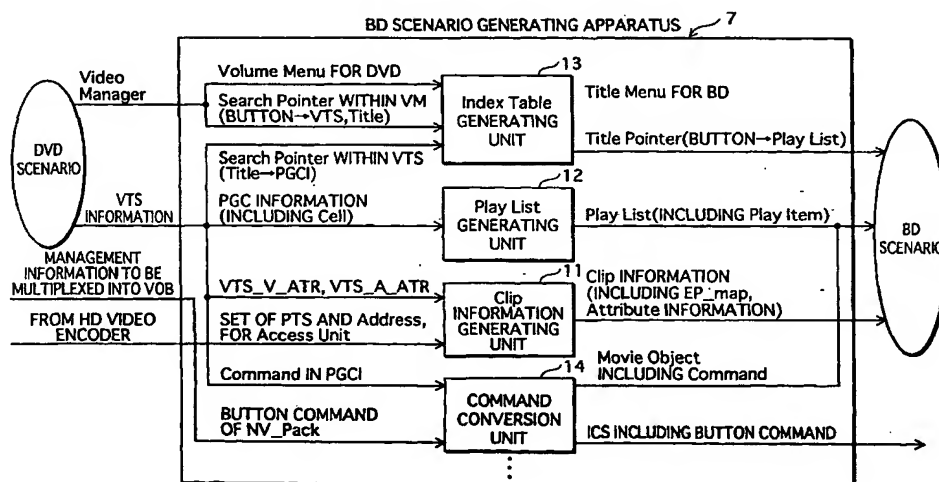 BD SCENARIO GENERATING APPARATUS 7
Video
Manager
DVD
SCENARIO
VTS
INFORMATION
MANAGEMENT
INFORMATION TO BE
MULTIPLEXED INTO VOB
FROM HD VIDEO
ENCODER
Volume Menu FOR DVD
Search Pointer WITHIN VM
(BUTTON→VTS,Title)
Search Pointer WITHIN VTS
(Title→PGCI)
PGC INFORMATION
(INCLUDING Cell)
VTS_V_ATR, VTS_A_ATR
SET OF PTS AND Address,
FOR Access Unit
Command IN PGCI
BUTTON COMMAND
OF NV_Pack
13
Index Table
GENERATING
UNIT
12
Play List
GENERATING
UNIT
11
Clip
INFORMATION
GENERATING
UNIT
14
COMMAND
CONVERSION
UNIT
Title Menu FOR BD
Title Pointer(BUTTON→Play List)
Play List(INCLUDING Play Item)
Clip INFORMATION
(INCLUDING EP_map,
Attribute INFORMATION)
Movie Object
INCLUDING Command
ICS INCLUDING BUTTON COMMAND
BD
SCENARIO